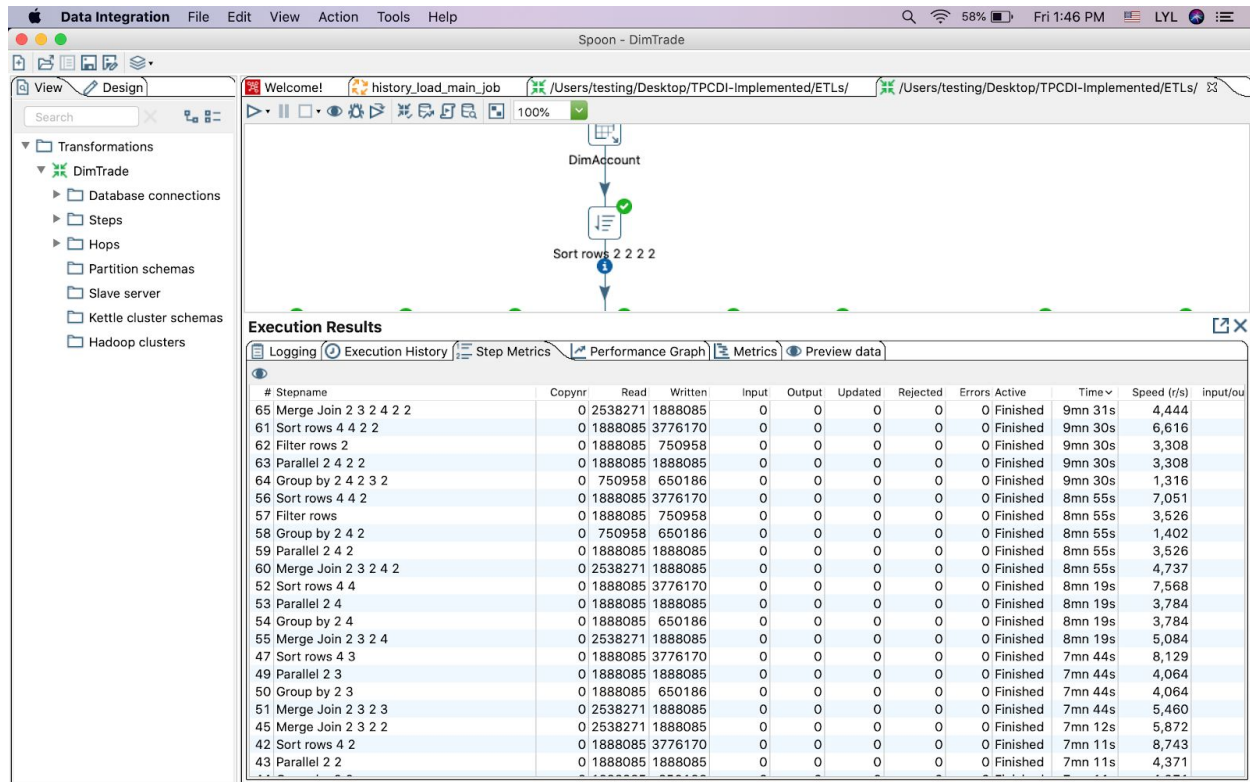 Data Integration File Edit View Action Tools Help 58% Fri 1:46 PM LYL
Spoon - DimTrade
View Design Welcome! history_load_main_job /Users/testing/Desktop/TPCDI-Implemented/ETLs/ /Users/testing/Desktop/TPCDI-Implemented/ETLs/
Search
100%
Transformations
DimTrade
Database connections
Steps
Hops
Partition schemas
Slave server
Kettle cluster schemas
Hadoop clusters
DimAccount
Sort rows 2 2 2 2
Execution Results
Logging Execution History Step Metrics Performance Graph Metrics Preview data
# Stepname Copynr Read Written Input Output Updated Rejected Errors Active Time Speed (r/s) input/ou
65 Merge Join 2 3 2 4 2 2 0 2538271 1888085 0 0 0 0 0 Finished 9mn 31s 4,444
61 Sort rows 4 4 2 2 0 1888085 3776170 0 0 0 0 0 Finished 9mn 30s 6,616
62 Filter rows 2 0 1888085 750958 0 0 0 0 0 Finished 9mn 30s 3,308
63 Parallel 2 4 2 2 0 1888085 1888085 0 0 0 0 0 Finished 9mn 30s 3,308
64 Group by 2 4 2 3 2 0 750958 650186 0 0 0 0 0 Finished 9mn 30s 1,316
56 Sort rows 4 4 2 0 1888085 3776170 0 0 0 0 0 Finished 8mn 55s 7,051
57 Filter rows 0 1888085 750958 0 0 0 0 0 Finished 8mn 55s 3,526
58 Group by 2 4 2 0 750958 650186 0 0 0 0 0 Finished 8mn 55s 1,402
59 Parallel 2 4 2 0 1888085 1888085 0 0 0 0 0 Finished 8mn 55s 3,526
60 Merge Join 2 3 2 4 2 0 2538271 1888085 0 0 0 0 0 Finished 8mn 55s 4,737
52 Sort rows 4 4 0 1888085 3776170 0 0 0 0 0 Finished 8mn 19s 7,568
53 Parallel 2 4 0 1888085 1888085 0 0 0 0 0 Finished 8mn 19s 3,784
54 Group by 2 4 0 1888085 650186 0 0 0 0 0 Finished 8mn 19s 3,784
55 Merge Join 2 3 2 4 0 2538271 1888085 0 0 0 0 0 Finished 8mn 19s 5,084
47 Sort rows 4 3 0 1888085 3776170 0 0 0 0 0 Finished 7mn 44s 8,129
49 Parallel 2 3 0 1888085 1888085 0 0 0 0 0 Finished 7mn 44s 4,064
50 Group by 2 3 0 1888085 650186 0 0 0 0 0 Finished 7mn 44s 4,064
51 Merge Join 2 3 2 3 0 2538271 1888085 0 0 0 0 0 Finished 7mn 44s 5,460
45 Merge Join 2 3 2 2 0 2538271 1888085 0 0 0 0 0 Finished 7mn 12s 5,872
42 Sort rows 4 2 0 1888085 3776170 0 0 0 0 0 Finished 7mn 11s 8,743
43 Parallel 2 2 0 1888085 1888085 0 0 0 0 0 Finished 7mn 11s 4,371